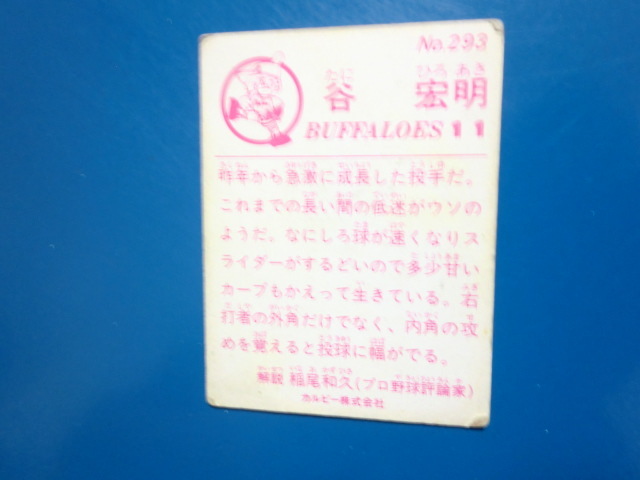 No.293
たに ひろ あき
谷 宏明
BUFFALOES 11
昨年から急激に成長した投手だ。
これまでの長い間の低迷がウソの
ようだ。なにしろ球が速くなりス
ライダーがするどいので多少甘い
カーブもかえって生きている。右
打者の外角だけでなく、内角の攻
めを覚えると投球に幅がでる。
解説 稲尾和久(プロ野球評論家)
カルビー株式会社